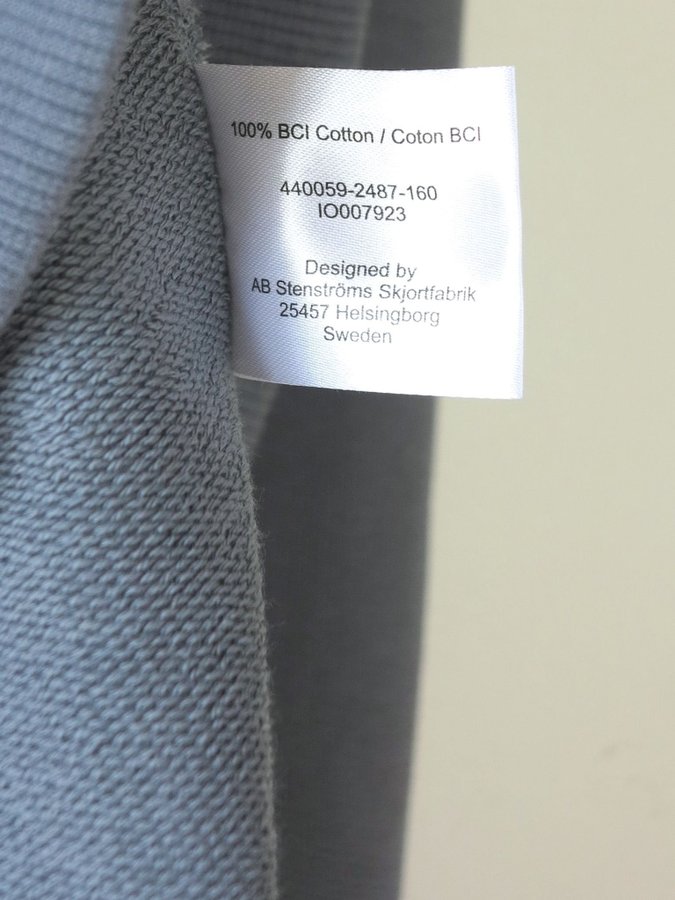 100% BCI Cotton / Coton BCI
440059-2487-160
IO007923
Designed by
AB Stenströms Skjortfabrik
25457 Helsingborg
Sweden